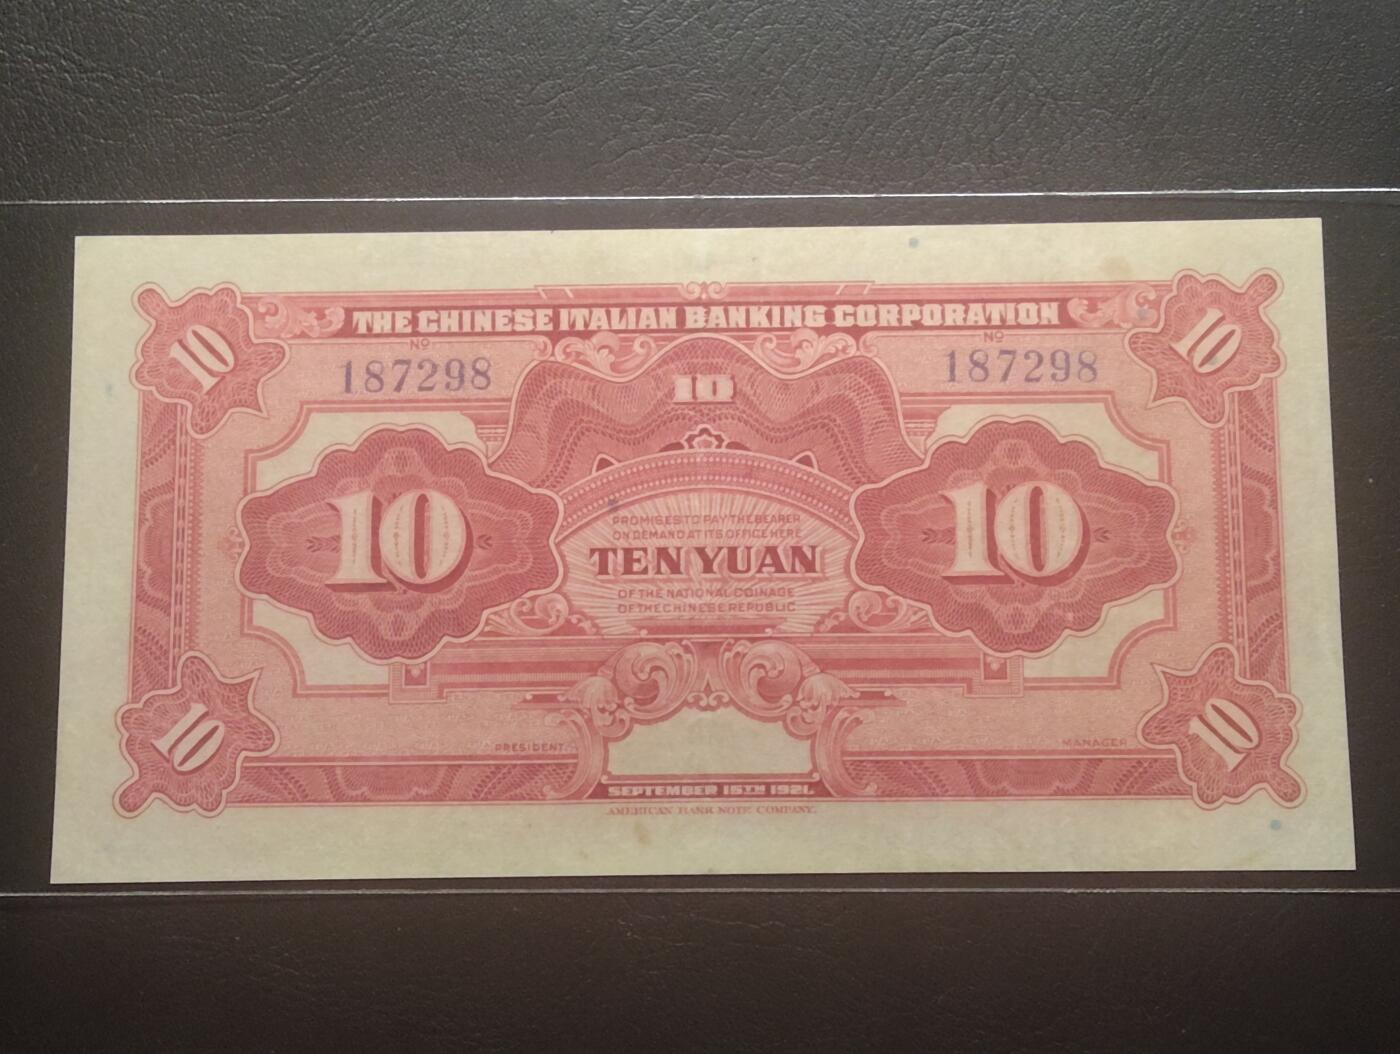 THE CHINESE ITALIAN BANKING CORPORATION
10
10
Nº
Nº
187298
187298
10
10
10
PROMISES TO PAY THE BEARER
ON DEMAND AT ITS OFFICE HERE
TEN YUAN
OF THE NATIONAL COINAGE
OF THE CHINESE REPUBLIC
10
10
PRESIDENT.
MANAGER
SEPTEMBER 15TH 1921.
AMERICAN BANK NOTE COMPANY.